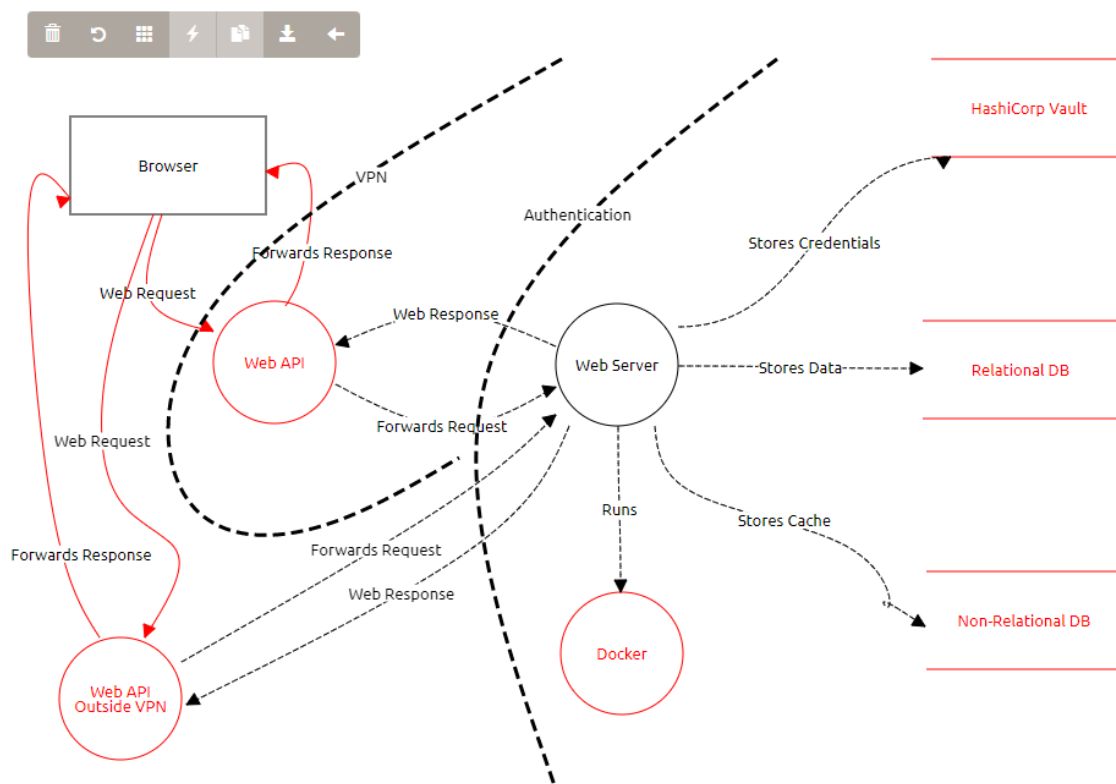 HashiCorp Vault
Browser
VPN
Authentication
Stores Credentials
Forwards Response
Web Request
Web Response
Web API
Web Server
Stores Data
Relational DB
Forwards Request
Web Request
Runs
Stores Cache
Forwards Request
Forwards Response
Web Response
Non-Relational DB
Docker
Web API
Outside VPN